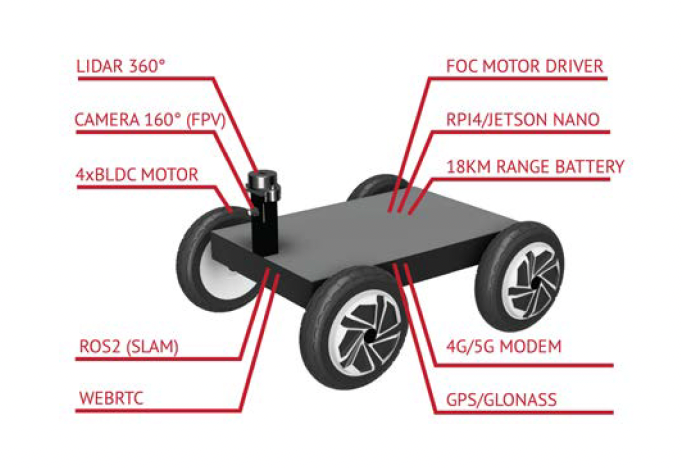 LIDAR 360°
CAMERA 160° (FPV)
4xBLDC MOTOR
ROS2 (SLAM)
WEBRTC
FOC MOTOR DRIVER
RPI4/JETSON NANO
18KM RANGE BATTERY
4G/5G MODEM
GPS/GLONASS